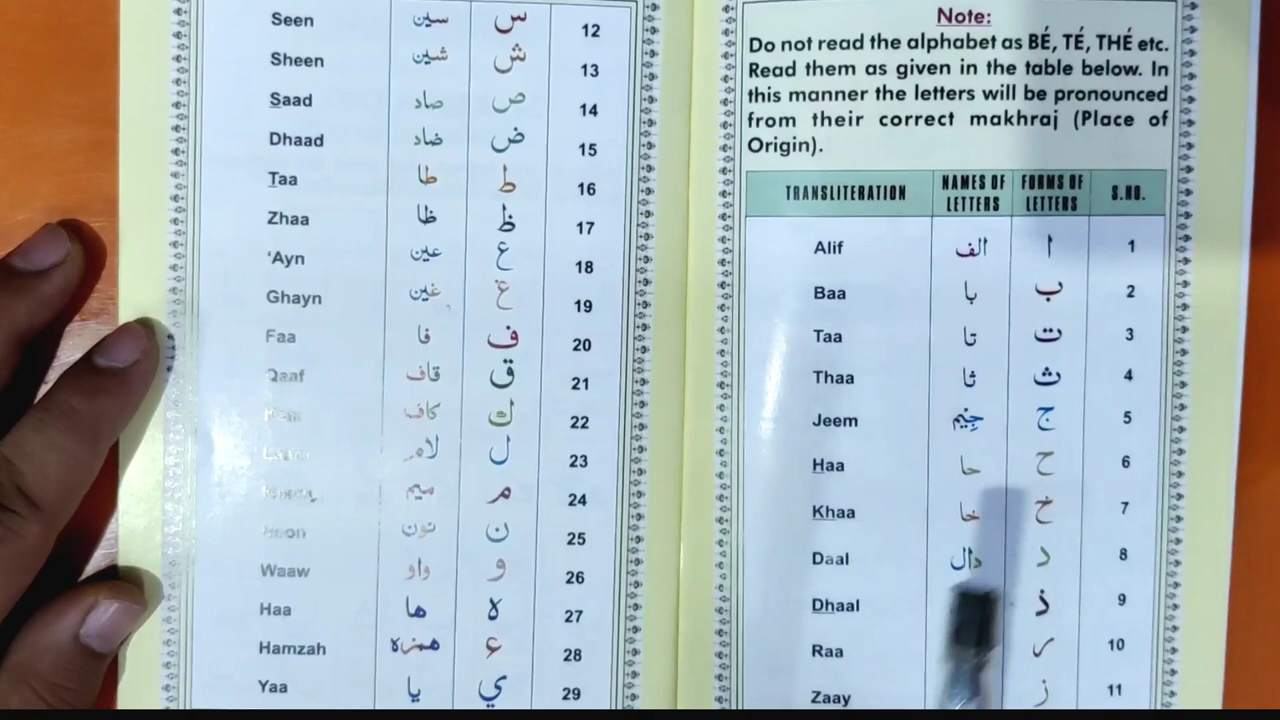 Note:
Do not read the alphabet as BÉ, TÉ, THÉ etc.
Read them as given in the table below. In
this manner the letters will be pronounced
from their correct makhraj (Place of
Origin).
TRANSLITERATION NAMES OF LETTERS FORMS OF LETTERS S.NO.
Alif الف ا 1
Baa با ب 2
Taa تا ت 3
Thaa ثا ث 4
Jeem جِيْم ج 5
Haa حا ح 6
Khaa خا خ 7
Daal دال د 8
Dhaal ذ 9
Raa ر 10
Zaay ز 11
Seen سین س 12
Sheen شین ش 13
Saad صاد ص 14
Dhaad ضاد ض 15
Taa طا ط 16
Zhaa ظا ظ 17
‘Ayn عین ع 18
Ghayn غین غ 19
Faa فا ف 20
Qaaf قاف ق 21
کاف ك 22
لام ل 23
میم م 24
Noon نون ن 25
Waaw واو و 26
Haa ها ه 27
Hamzah همزه ء 28
Yaa یا ي 29